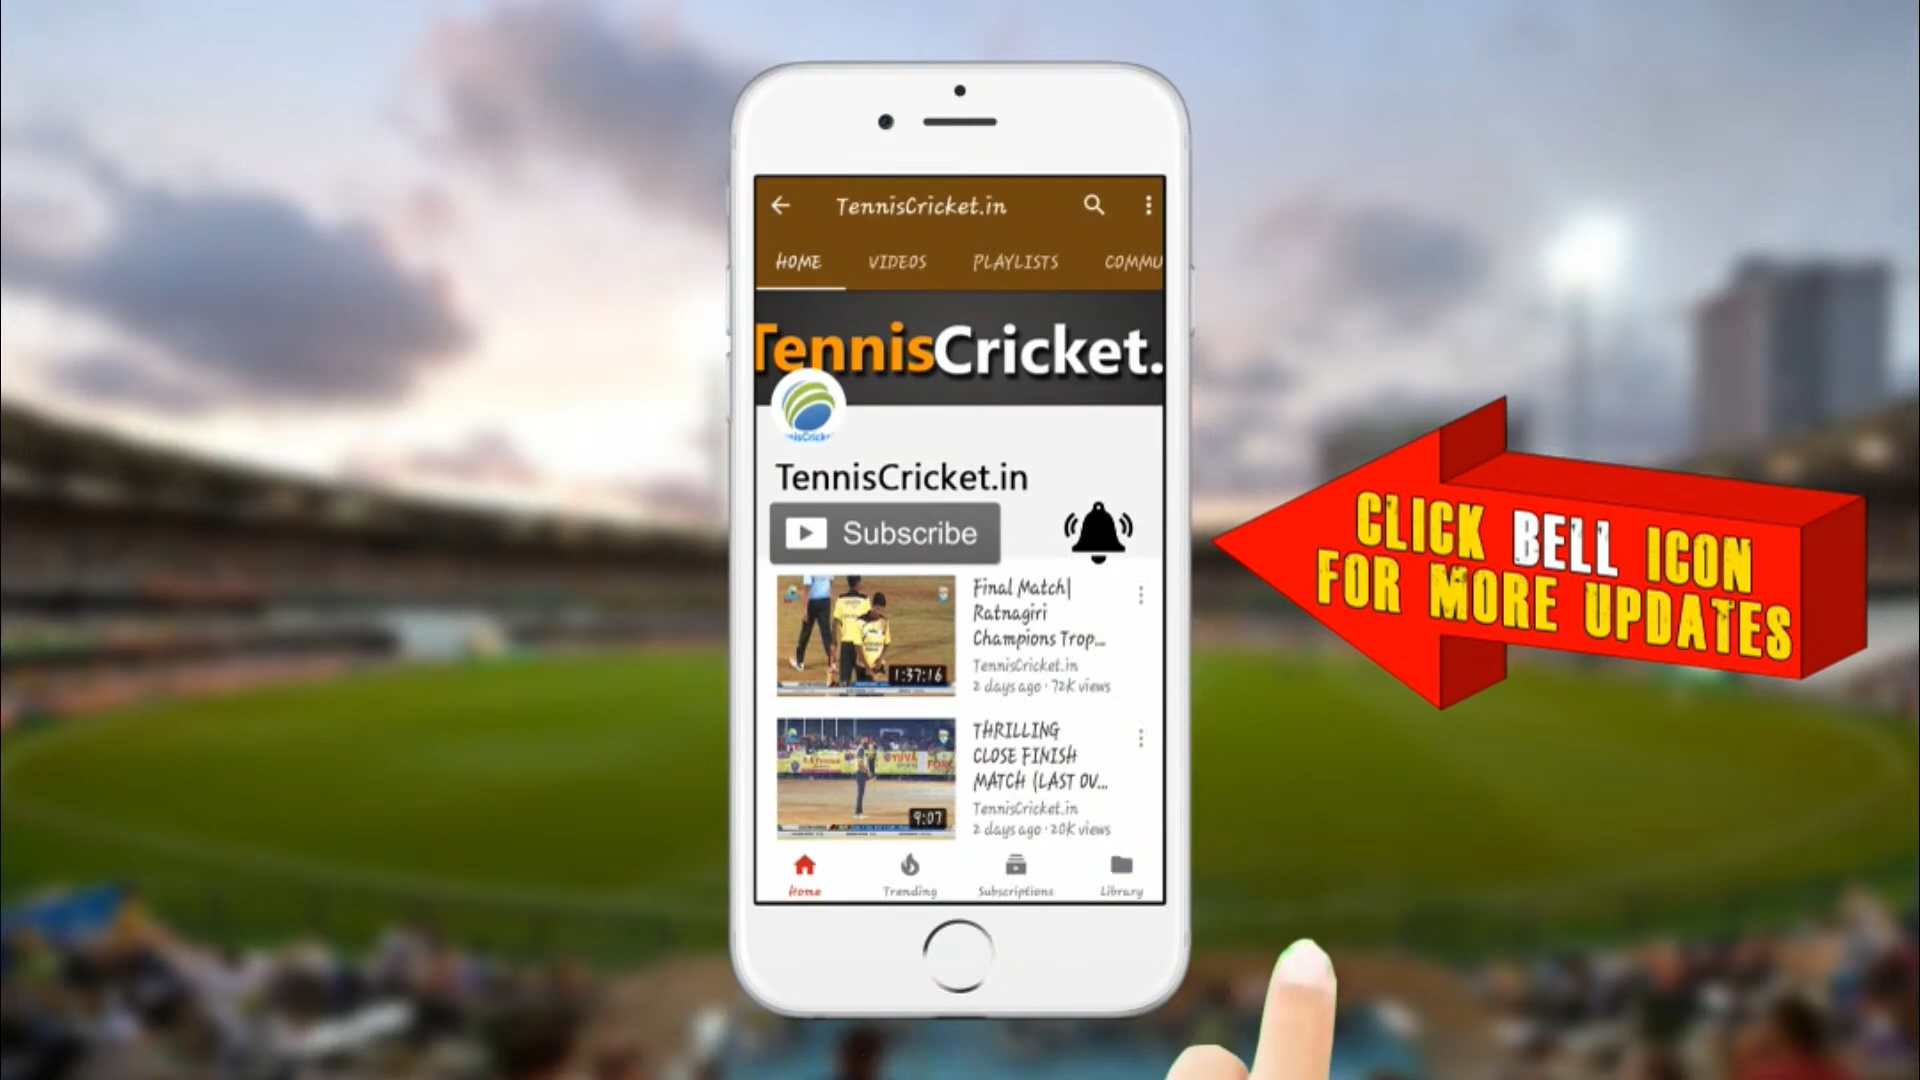 TennisCricket.in
HOME VIDEOS PLAYLISTS COMMU
TennisCricket.
TennisCricket.in
Subscribe
Final Match|
Ratnagiri
Champions Trop...
TennisCricket.in
2 days ago · 72K views
1:37:16
THRILLING
CLOSE FINISH
MATCH (LAST OV...
TennisCricket.in
2 days ago · 20K views
9:07
Home Trending Subscriptions Library
CLICK BELL ICON
FOR MORE UPDATES